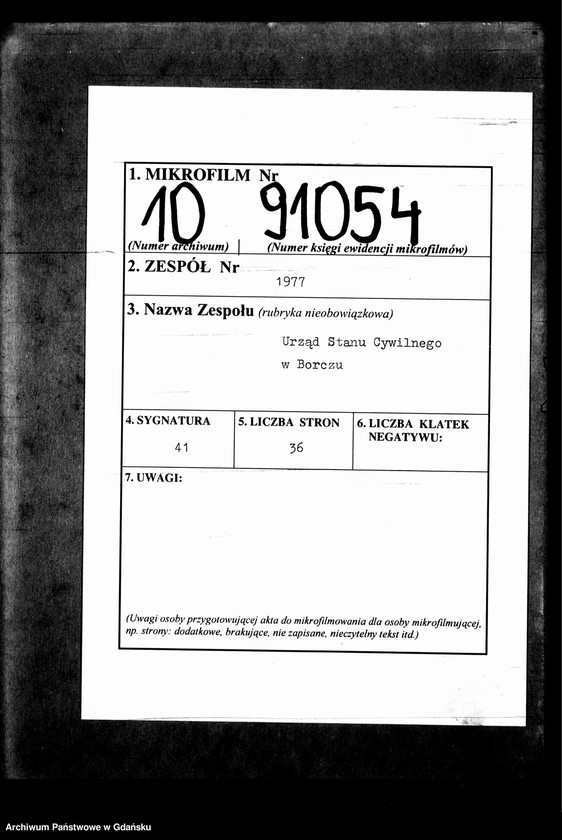 1. MIKROFILM Nr
10 91054
(Numer archiwum) (Numer księgi ewidencji mikrofilmów)
2. ZESPÓŁ Nr
1977
3. Nazwa Zespołu (rubryka nieobowiązkowa)
Urząd Stanu Cywilnego
w Borczu
4. SYGNATURA 5. LICZBA STRON 6. LICZBA KLATEK
NEGATYWU:
41 36
7. UWAGI:
(Uwagi osoby przygotowującej akta do mikrofilmowania dla osoby mikrofilmującej,
np. strony: dodatkowe, brakujące, nie zapisane, nieczytelny tekst itd.)
Archiwum Państwowe w Gdańsku